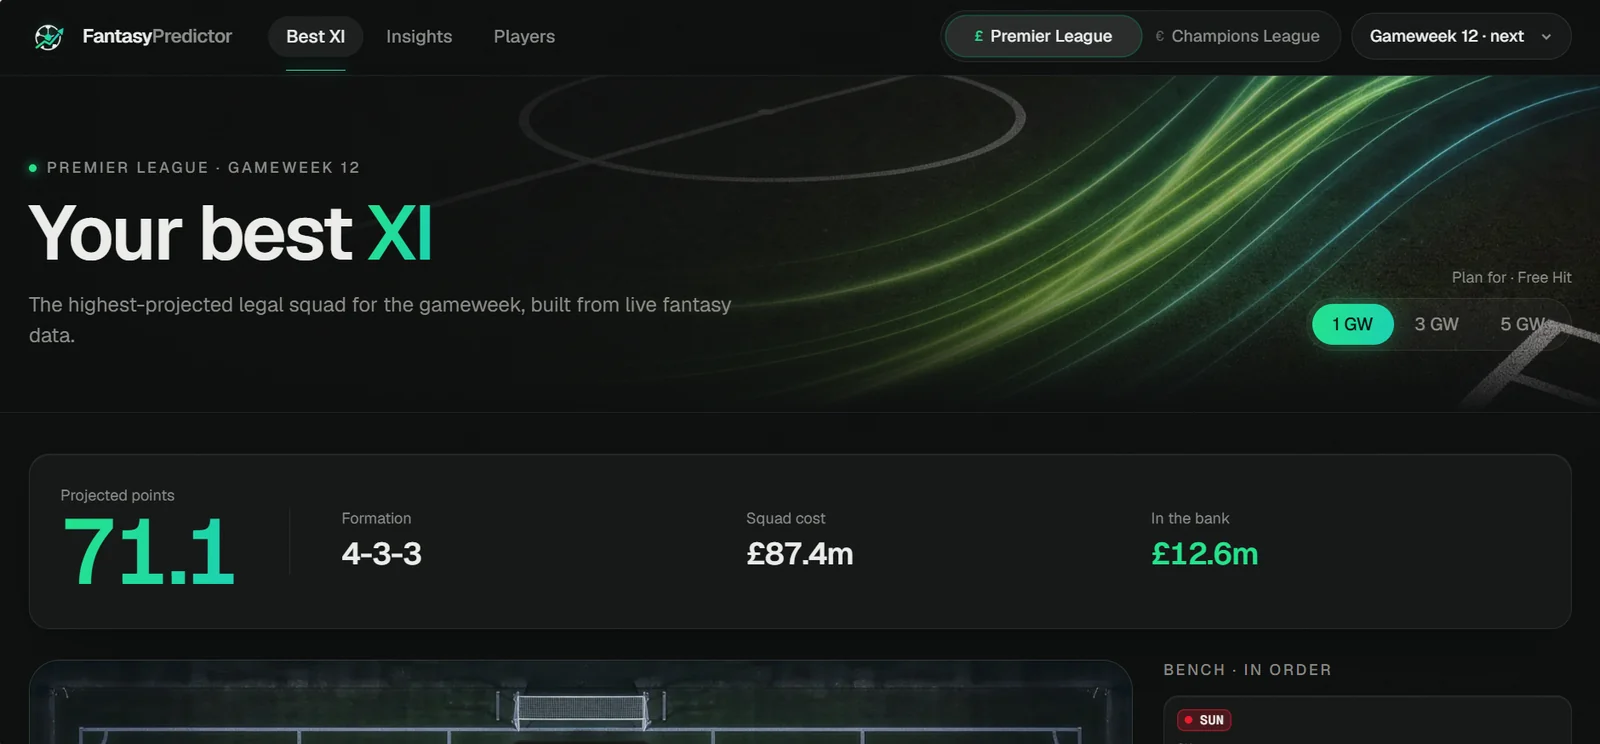 FantasyPredictor
Best XI
Insights
Players
£ Premier League
€ Champions League
Gameweek 12 · next
PREMIER LEAGUE · GAMEWEEK 12
Your best XI
The highest-projected legal squad for the gameweek, built from live fantasy
data.
Plan for · Free Hit
1 GW
3 GW
5 GW
Projected points
71.1
Formation
4-3-3
Squad cost
£87.4m
In the bank
£12.6m
BENCH · IN ORDER
SUN